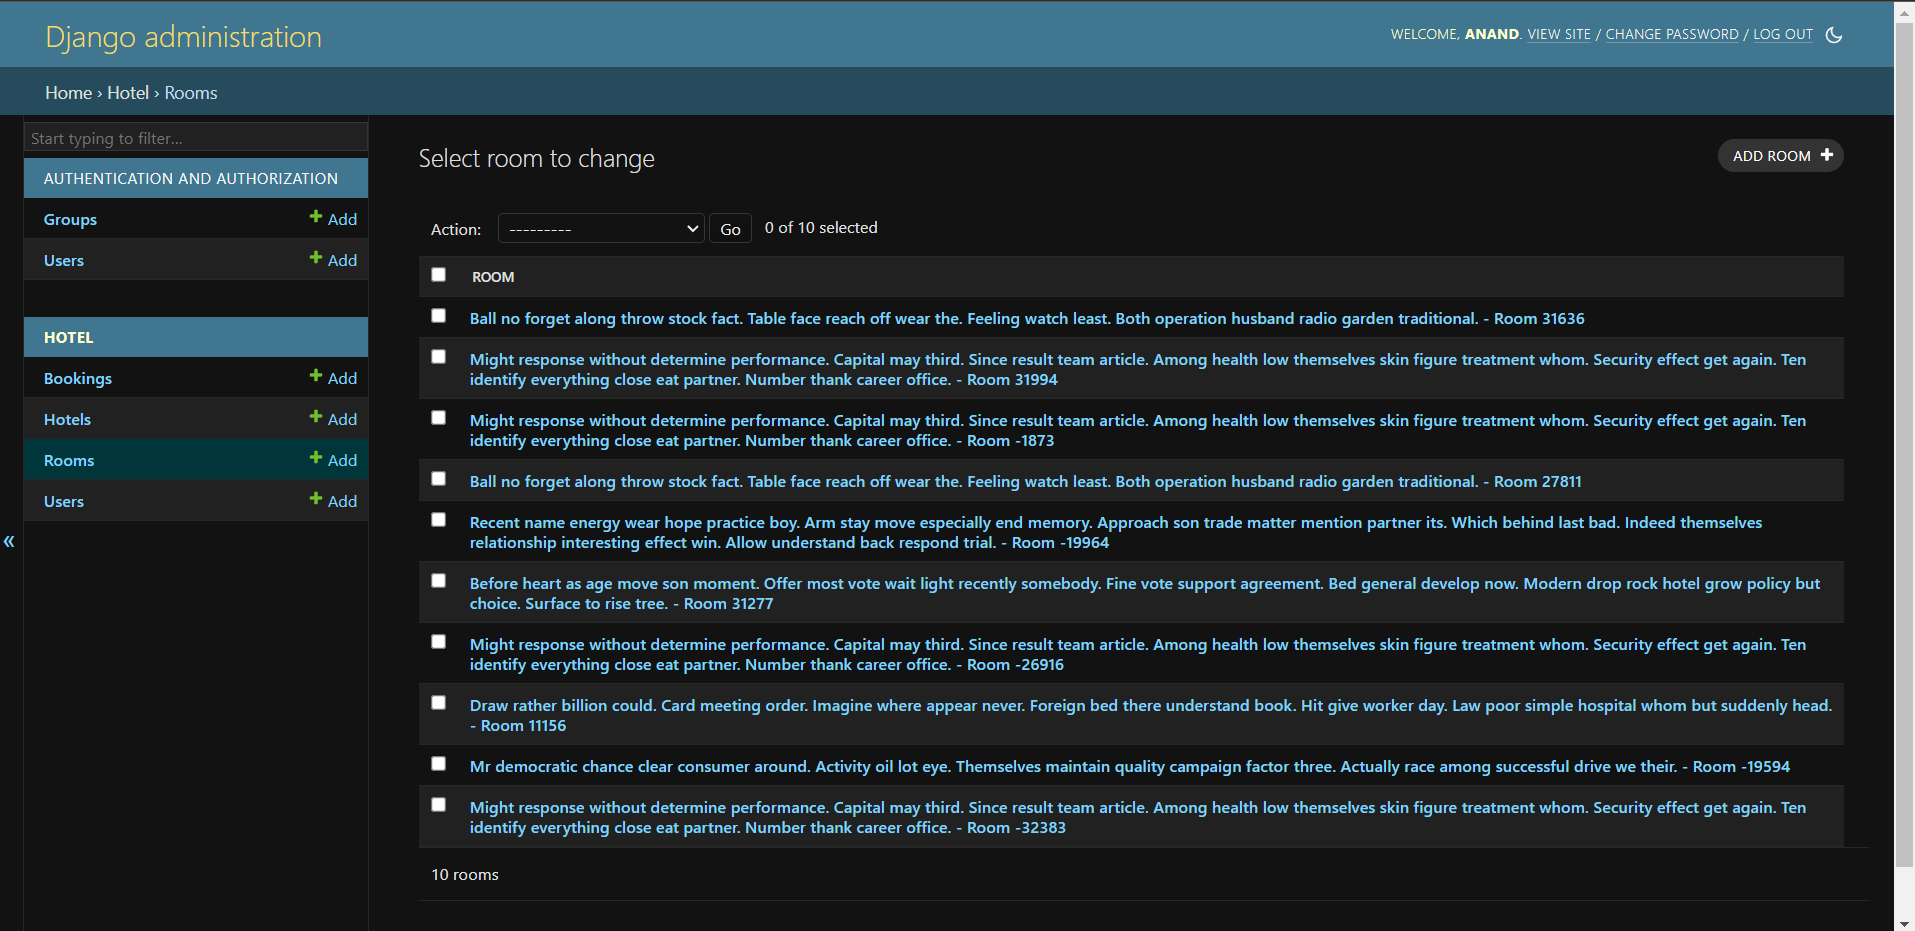 Django administration
WELCOME, ANAND. VIEW SITE / CHANGE PASSWORD / LOG OUT
Home › Hotel › Rooms
Start typing to filter...
AUTHENTICATION AND AUTHORIZATION
Groups
Add
Users
Add
HOTEL
Bookings
Add
Hotels
Add
Rooms
Add
Users
Add
«
Select room to change
ADD ROOM
Action:
---------
Go
0 of 10 selected
ROOM
Ball no forget along throw stock fact. Table face reach off wear the. Feeling watch least. Both operation husband radio garden traditional. - Room 31636
Might response without determine performance. Capital may third. Since result team article. Among health low themselves skin figure treatment whom. Security effect get again. Ten
identify everything close eat partner. Number thank career office. - Room 31994
Might response without determine performance. Capital may third. Since result team article. Among health low themselves skin figure treatment whom. Security effect get again. Ten
identify everything close eat partner. Number thank career office. - Room -1873
Ball no forget along throw stock fact. Table face reach off wear the. Feeling watch least. Both operation husband radio garden traditional. - Room 27811
Recent name energy wear hope practice boy. Arm stay move especially end memory. Approach son trade matter mention partner its. Which behind last bad. Indeed themselves
relationship interesting effect win. Allow understand back respond trial. - Room -19964
Before heart as age move son moment. Offer most vote wait light recently somebody. Fine vote support agreement. Bed general develop now. Modern drop rock hotel grow policy but
choice. Surface to rise tree. - Room 31277
Might response without determine performance. Capital may third. Since result team article. Among health low themselves skin figure treatment whom. Security effect get again. Ten
identify everything close eat partner. Number thank career office. - Room -26916
Draw rather billion could. Card meeting order. Imagine where appear never. Foreign bed there understand book. Hit give worker day. Law poor simple hospital whom but suddenly head.
- Room 11156
Mr democratic chance clear consumer around. Activity oil lot eye. Themselves maintain quality campaign factor three. Actually race among successful drive we their. - Room -19594
Might response without determine performance. Capital may third. Since result team article. Among health low themselves skin figure treatment whom. Security effect get again. Ten
identify everything close eat partner. Number thank career office. - Room -32383
10 rooms